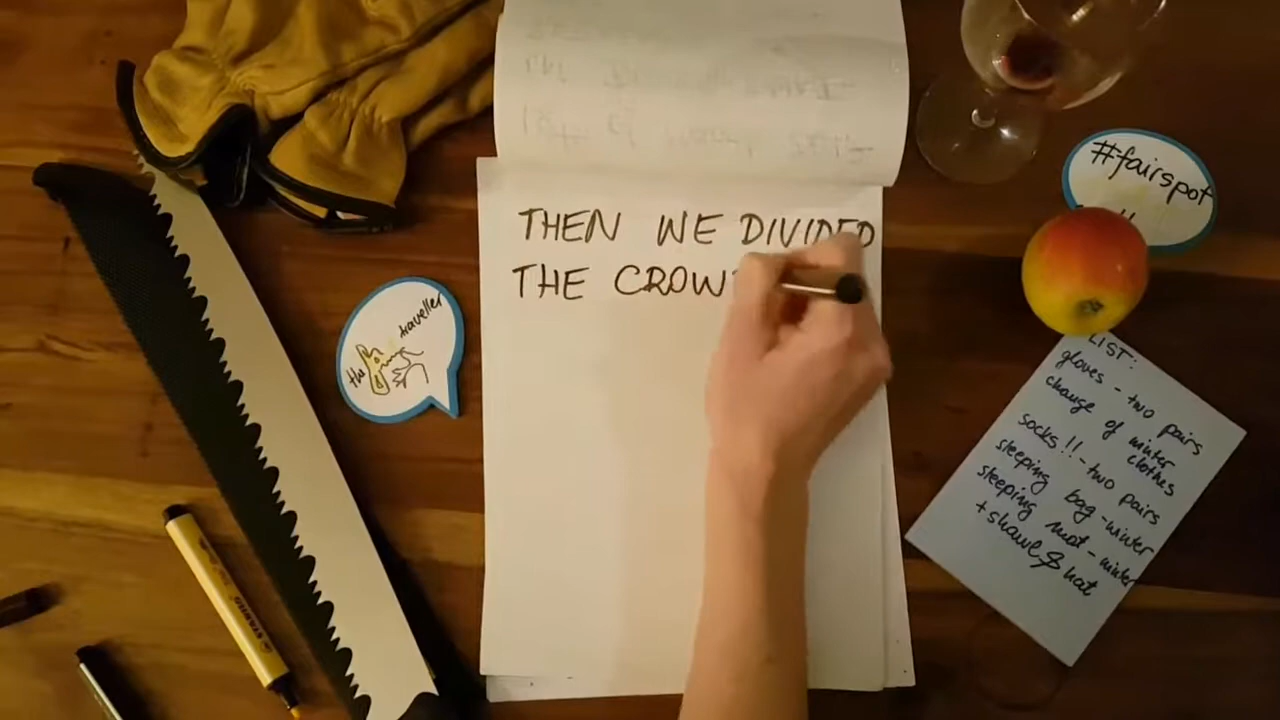 THEN WE DIVIDED
THE CROW
#fairspot
the
traveller
LIST:
gloves - two pairs
change of winter
clothes
socks!! - two pairs
sleeping bag - winter
sleeping mat - winter
+ shawl & hat
STABILO